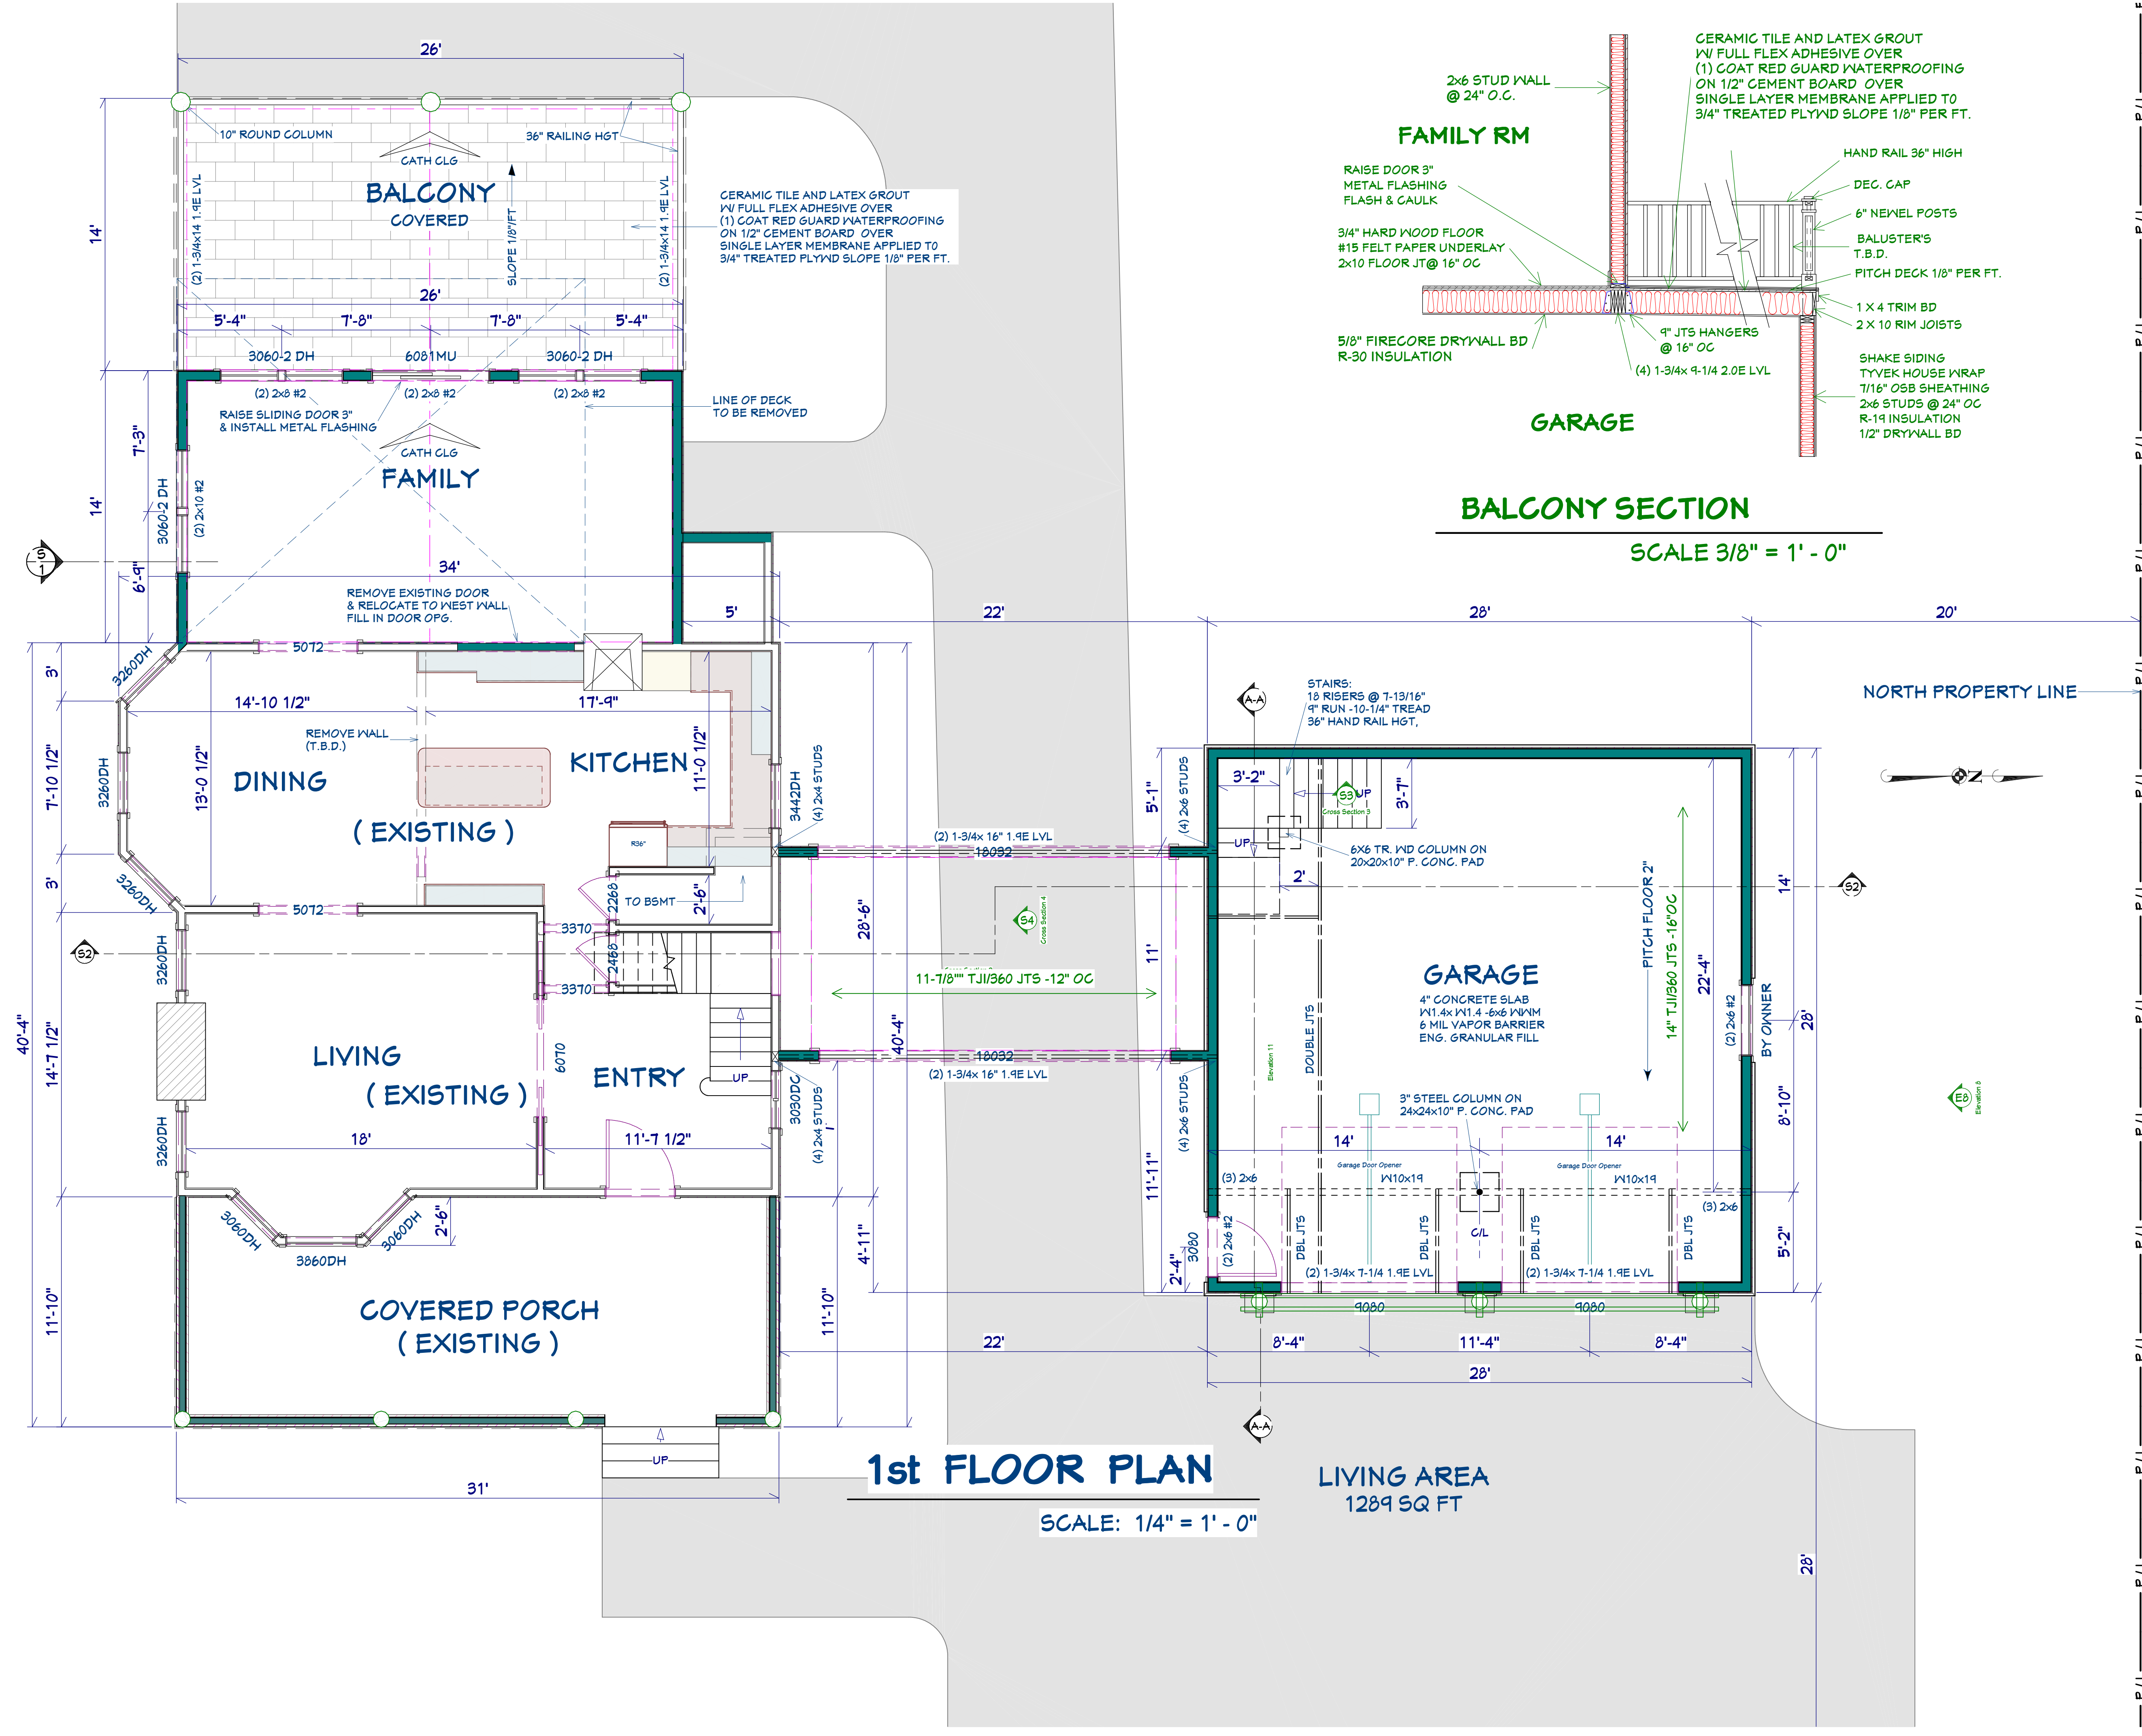 26'
10" ROUND COLUMN
36" RAILING HGT
CATH CLG
BALCONY
COVERED
(2) 1-3/4x14 1.9E LVL
SLOPE 1/8"/FT
(2) 1-3/4x14 1.9E LVL
14'
CERAMIC TILE AND LATEX GROUT
W/ FULL FLEX ADHESIVE OVER
(1) COAT RED GUARD WATERPROOFING
ON 1/2" CEMENT BOARD OVER
SINGLE LAYER MEMBRANE APPLIED TO
3/4" TREATED PLYWD SLOPE 1/8" PER FT.
26'
5'-4"
7'-8"
7'-8"
5'-4"
3060-2 DH
6081MU
3060-2 DH
(2) 2x8 #2
(2) 2x8 #2
(2) 2x8 #2
RAISE SLIDING DOOR 3"
& INSTALL METAL FLASHING
LINE OF DECK
TO BE REMOVED
CATH CLG
FAMILY
7'-3"
14'
3060-2 DH
(2) 2x10 #2
6'-9"
S
1
34'
REMOVE EXISTING DOOR
& RELOCATE TO WEST WALL
FILL IN DOOR OPG.
5'
22'
28'
20'
2x6 STUD WALL
@ 24" O.C.
FAMILY RM
CERAMIC TILE AND LATEX GROUT
W/ FULL FLEX ADHESIVE OVER
(1) COAT RED GUARD WATERPROOFING
ON 1/2" CEMENT BOARD OVER
SINGLE LAYER MEMBRANE APPLIED TO
3/4" TREATED PLYWD SLOPE 1/8" PER FT.
RAISE DOOR 3"
METAL FLASHING
FLASH & CAULK
3/4" HARD WOOD FLOOR
#15 FELT PAPER UNDERLAY
2x10 FLOOR JT@ 16" OC
HAND RAIL 36" HIGH
DEC. CAP
6" NEWEL POSTS
BALUSTER'S
T.B.D.
PITCH DECK 1/8" PER FT.
1 X 4 TRIM BD
2 X 10 RIM JOISTS
5/8" FIRECORE DRYWALL BD
R-30 INSULATION
9" JTS HANGERS
@ 16" OC
(4) 1-3/4x 9-1/4 2.0E LVL
SHAKE SIDING
TYVEK HOUSE WRAP
7/16" OSB SHEATHING
2x6 STUDS @ 24" OC
R-19 INSULATION
1/2" DRYWALL BD
GARAGE
BALCONY SECTION
SCALE 3/8" = 1' - 0"
NORTH PROPERTY LINE
N
3260DH
5072
3'
14'-10 1/2"
17'-9"
REMOVE WALL
(T.B.D.)
DINING
KITCHEN
( EXISTING )
13'-0 1/2"
11'-0 1/2"
7'-10 1/2"
3260DH
3442DH
(4) 2x4 STUDS
R36"
3'
3260DH
5072
2268
TO BSMT
2'-6"
3370
2468
3370
S2
3260DH
40'-4"
14'-7 1/2"
LIVING
( EXISTING )
6070
ENTRY
UP
3030DC
(4) 2x4 STUDS
1'
3260DH
18'
11'-7 1/2"
3060DH
3860DH
3060DH
2'-6"
11'-10"
COVERED PORCH
( EXISTING )
UP
31'
28'-6"
40'-4"
4'-11"
11'-10"
(2) 1-3/4x 16" 1.9E LVL
18032
S4
Cross Section 4
11-7/8"" TJI/360 JTS -12" OC
18032
(2) 1-3/4x 16" 1.9E LVL
A-A
STAIRS:
18 RISERS @ 7-13/16"
9" RUN -10-1/4" TREAD
36" HAND RAIL HGT,
5'-1"
(4) 2x6 STUDS
3'-2"
S3
UP
Cross Section 3
3'-7"
UP
6X6 TR. WD COLUMN ON
20x20x10" P. CONC. PAD
2'
S2
11'
PITCH FLOOR 2"
14" TJI/360 JTS -16"OC
22'-4"
14'
28'
GARAGE
4" CONCRETE SLAB
W1.4x W1.4 -6x6 WWM
6 MIL VAPOR BARRIER
ENG. GRANULAR FILL
DOUBLE JTS
Elevation 11
(2) 2x6 #2
BY OWNER
(4) 2x6 STUDS
3" STEEL COLUMN ON
24x24x10" P. CONC. PAD
E8
Elevation 8
8'-10"
14'
14'
Garage Door Opener
Garage Door Opener
11'-11"
(3) 2x6
W10x19
W10x19
(3) 2x6
C/L
DBL JTS
DBL JTS
DBL JTS
DBL JTS
5'-2"
3080
(2) 2x6 #2
2'-4"
(2) 1-3/4x 7-1/4 1.9E LVL
(2) 1-3/4x 7-1/4 1.9E LVL
9080
9080
22'
8'-4"
11'-4"
8'-4"
28'
A-A
28'
1st FLOOR PLAN
SCALE: 1/4" = 1' - 0"
LIVING AREA
1289 SQ FT